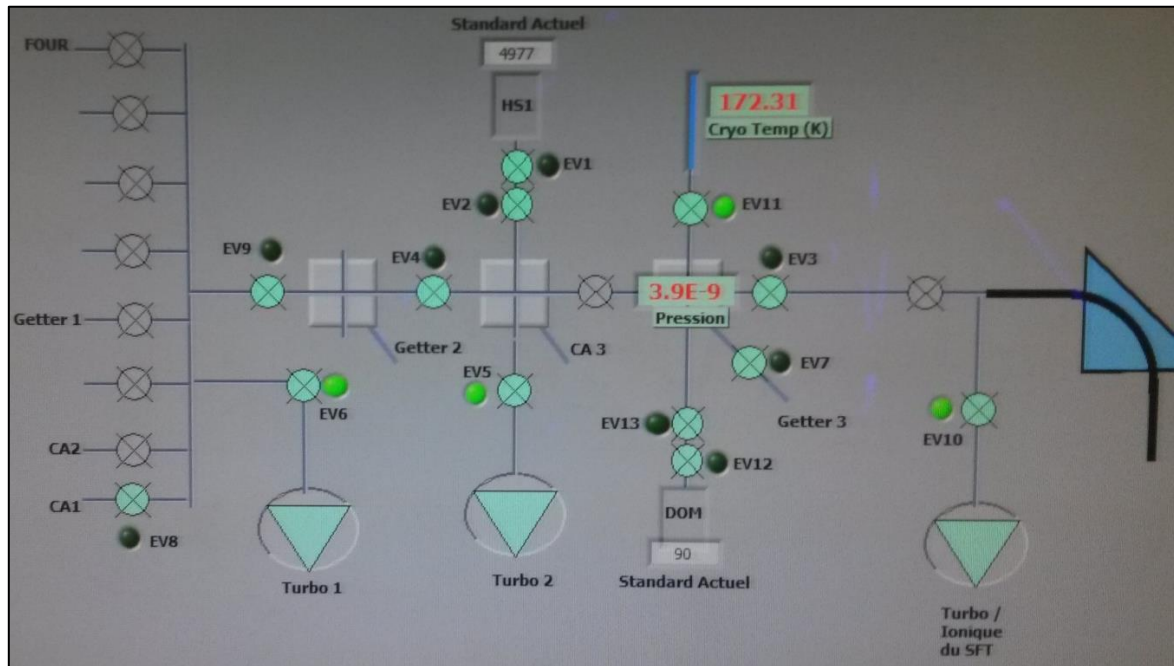 Standard Actuel
4977
HS1
FOUR
172.31
Cryo Temp (K)
EV1
EV2
EV11
EV9
EV4
EV3
3.9E-9
Pression
Getter 1
Getter 2
CA 3
EV7
EV5
EV6
Getter 3
EV13
EV10
EV12
CA2
CA1
EV8
DOM
90
Standard Actuel
Turbo 1
Turbo 2
Turbo /
Ionique
du SFT